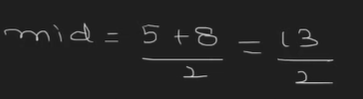 mid = 5+8/2 = 13/2